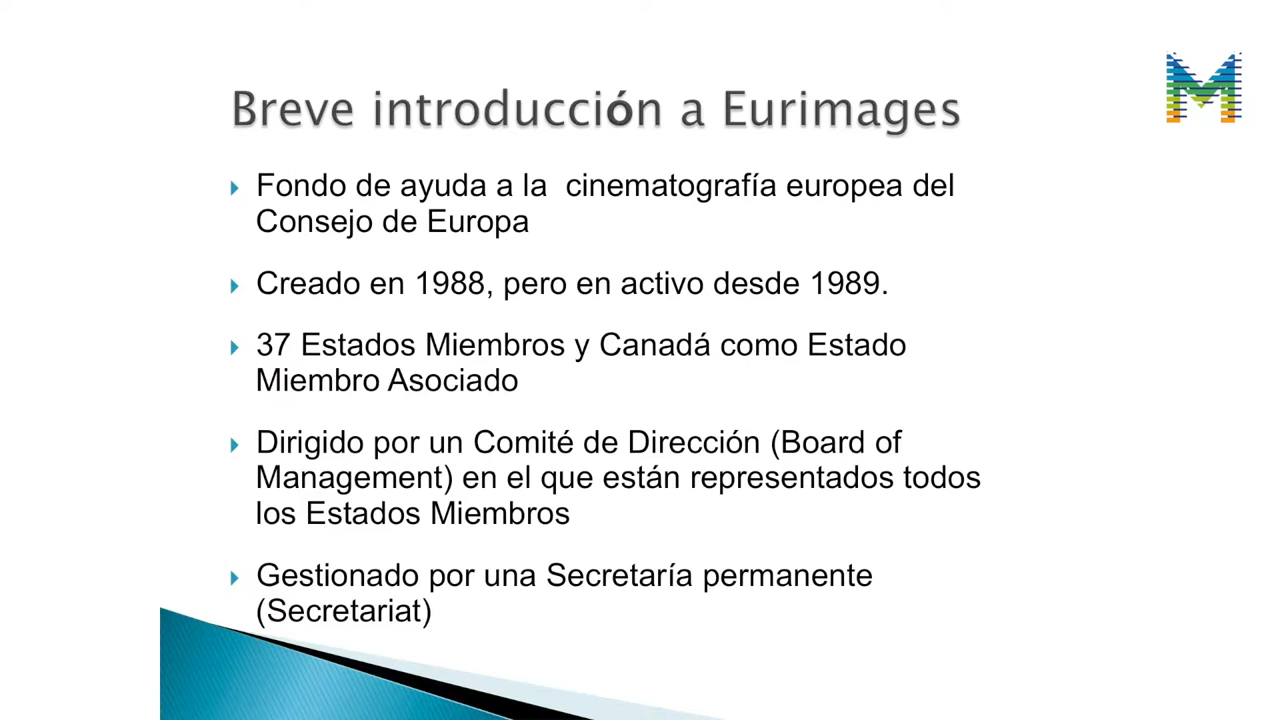 Breve introducción a Eurimages
Fondo de ayuda a la  cinematografía europea del
Consejo de Europa
Creado en 1988, pero en activo desde 1989.
37 Estados Miembros y Canadá como Estado
Miembro Asociado
Dirigido por un Comité de Dirección (Board of
Management) en el que están representados todos
los Estados Miembros
Gestionado por una Secretaría permanente
(Secretariat)
M